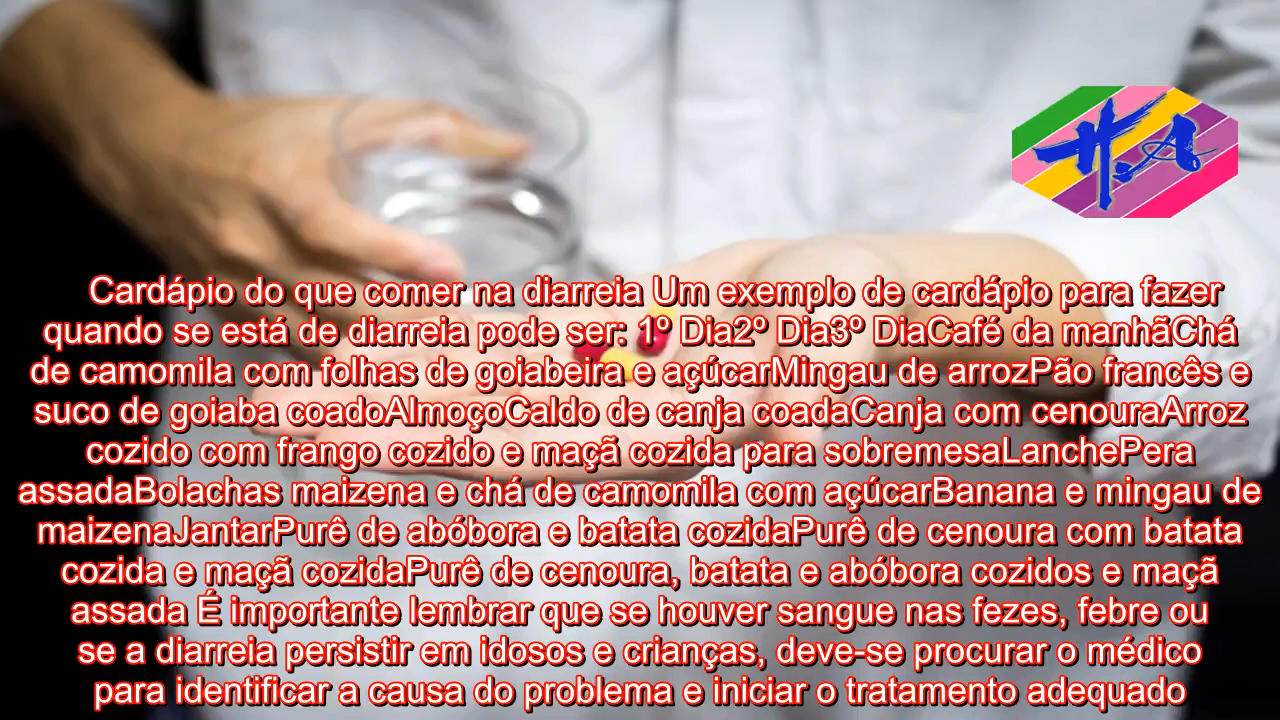 H.A
Cardápio do que comer na diarreia Um exemplo de cardápio para fazer
quando se está de diarreia pode ser: 1º Dia2º Dia3º DiaCafé da manhãChá
de camomila com folhas de goiabeira e açúcarMingau de arrozPão francês e
suco de goiaba coadoAlmoçoCaldo de canja coadaCanja com cenouraArroz
cozido com frango cozido e maçã cozida para sobremesaLanchePera
assadaBolachas maizena e chá de camomila com açúcarBanana e mingau de
maizenaJantarPurê de abóbora e batata cozidaPurê de cenoura com batata
cozida e maçã cozidaPurê de cenoura, batata e abóbora cozidos e maçã
assada É importante lembrar que se houver sangue nas fezes, febre ou
se a diarreia persistir em idosos e crianças, deve-se procurar o médico
para identificar a causa do problema e iniciar o tratamento adequado